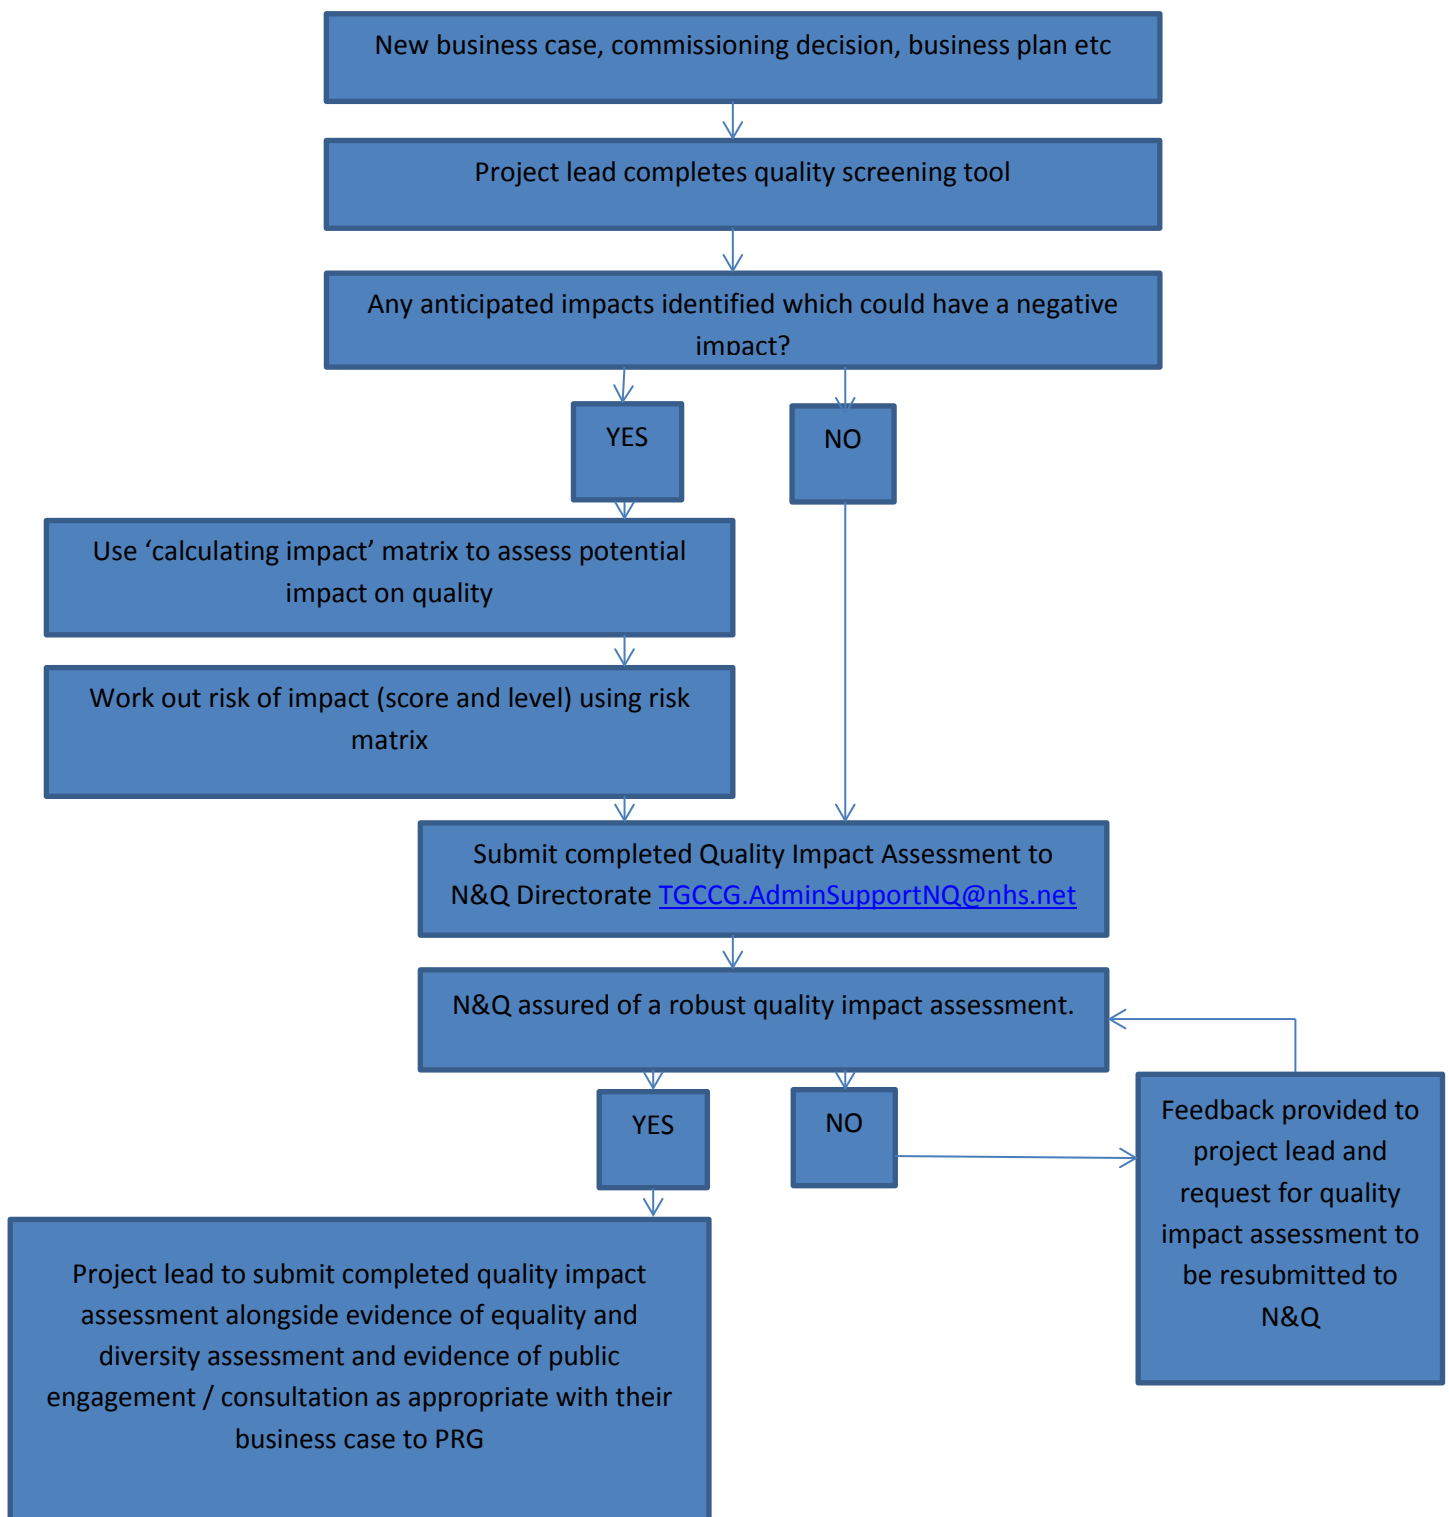 New business case, commissioning decision, business plan etc
Project lead completes quality screening tool
Any anticipated impacts identified which could have a negative
impact?
YES
NO
Use ‘calculating impact’ matrix to assess potential
impact on quality
Work out risk of impact (score and level) using risk
matrix
Submit completed Quality Impact Assessment to
N&Q Directorate TGCCG.AdminSupportNQ@nhs.net
N&Q assured of a robust quality impact assessment.
YES
NO
Feedback provided to
project lead and
request for quality
impact assessment to
be resubmitted to
N&Q
Project lead to submit completed quality impact
assessment alongside evidence of equality and
diversity assessment and evidence of public
engagement / consultation as appropriate with their
business case to PRG